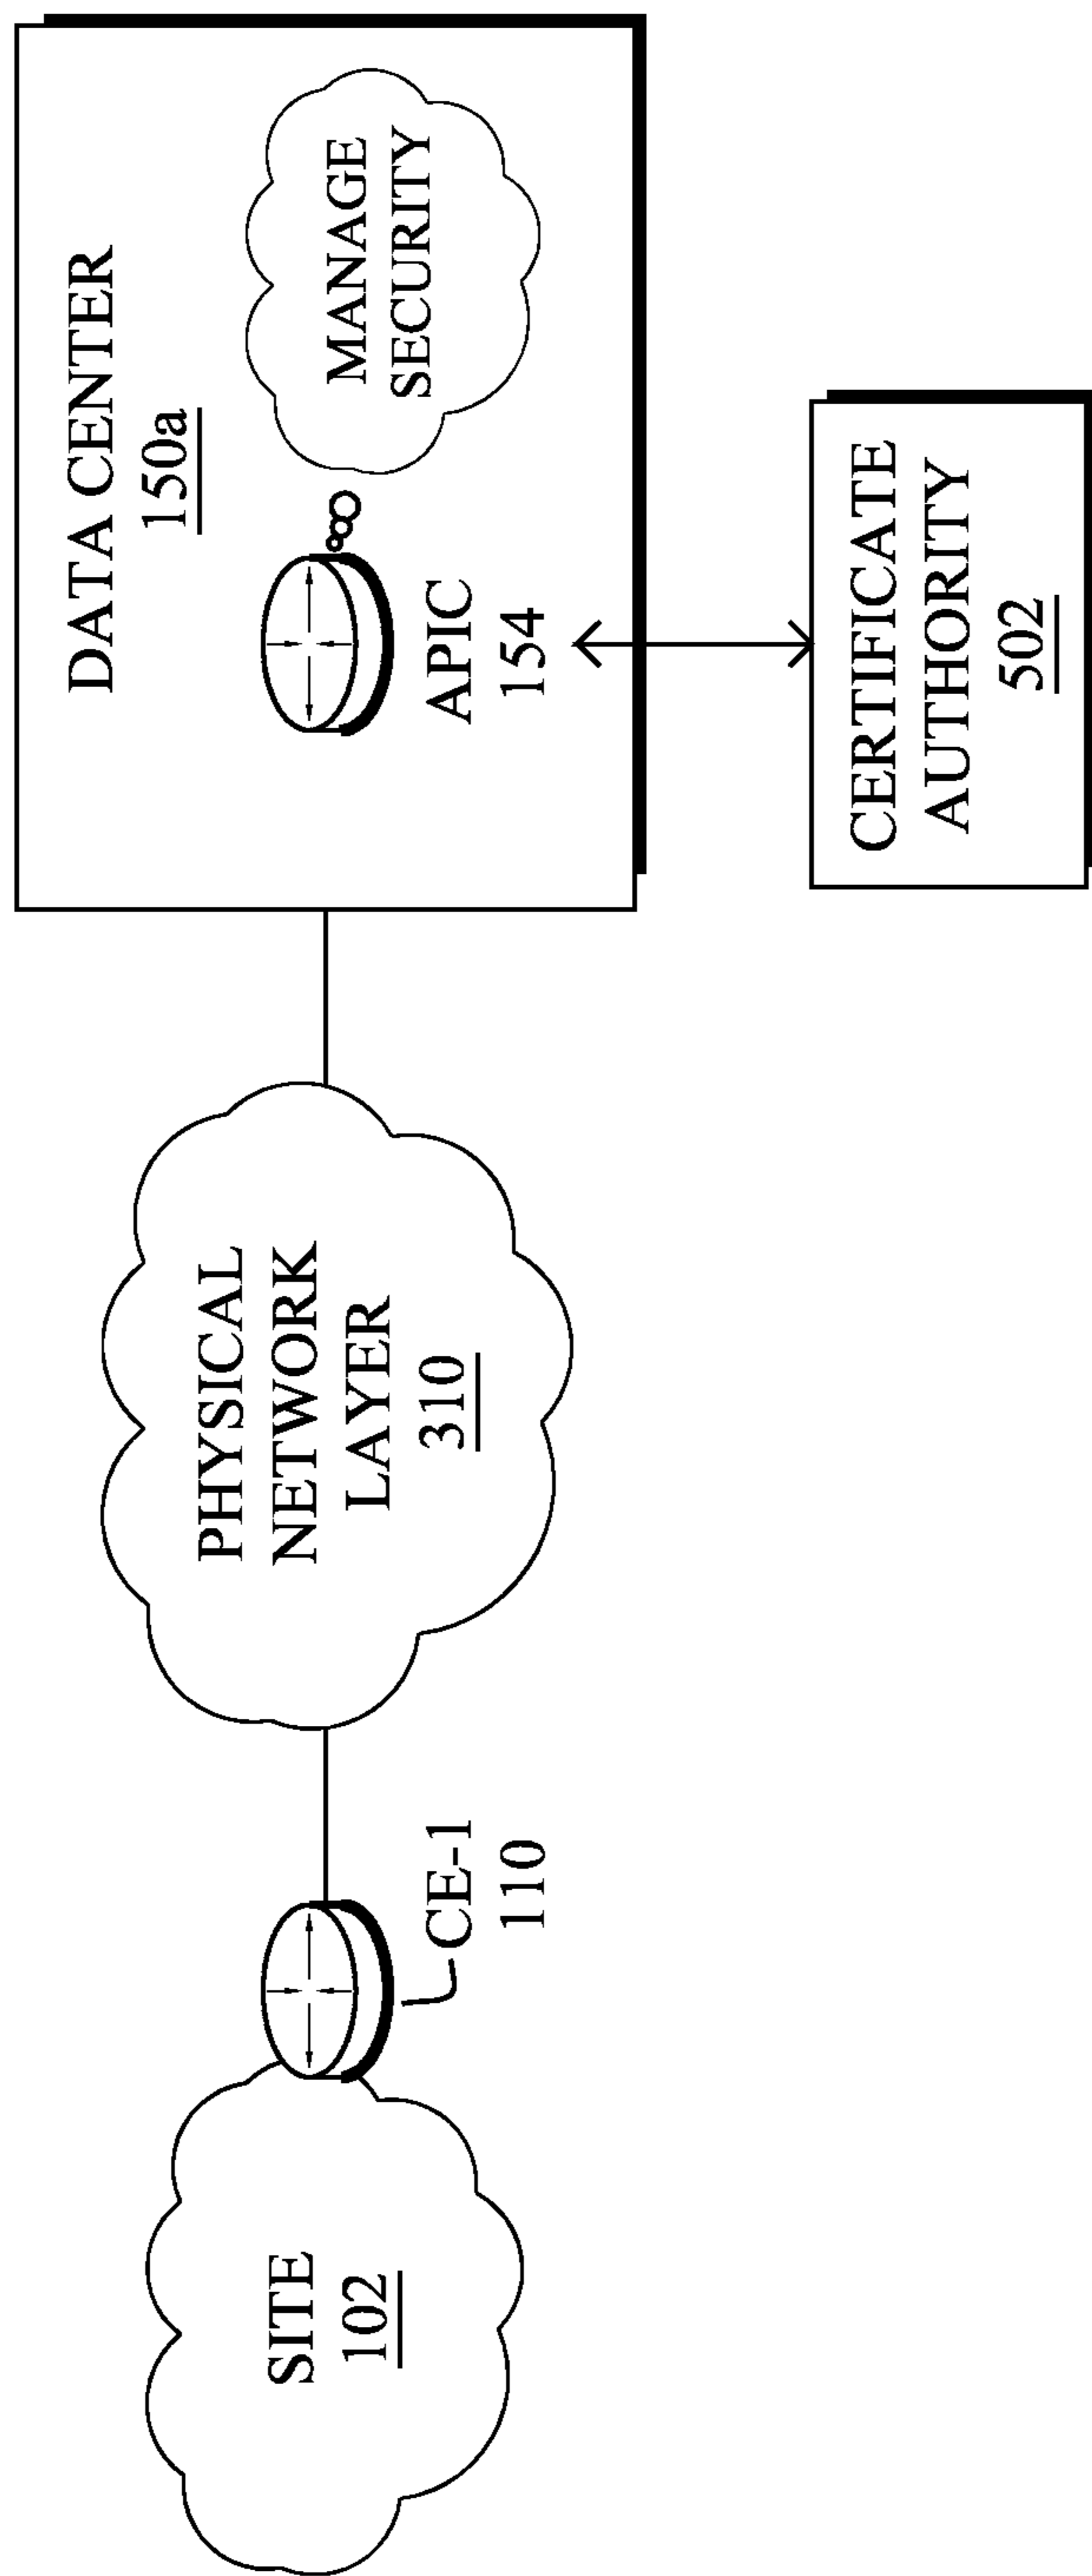 SITE
102
CE-1
110
PHYSICAL
NETWORK
LAYER
310
DATA CENTER
150a
MANAGE
SECURITY
APIC
154
CERTIFICATE
AUTHORITY
502